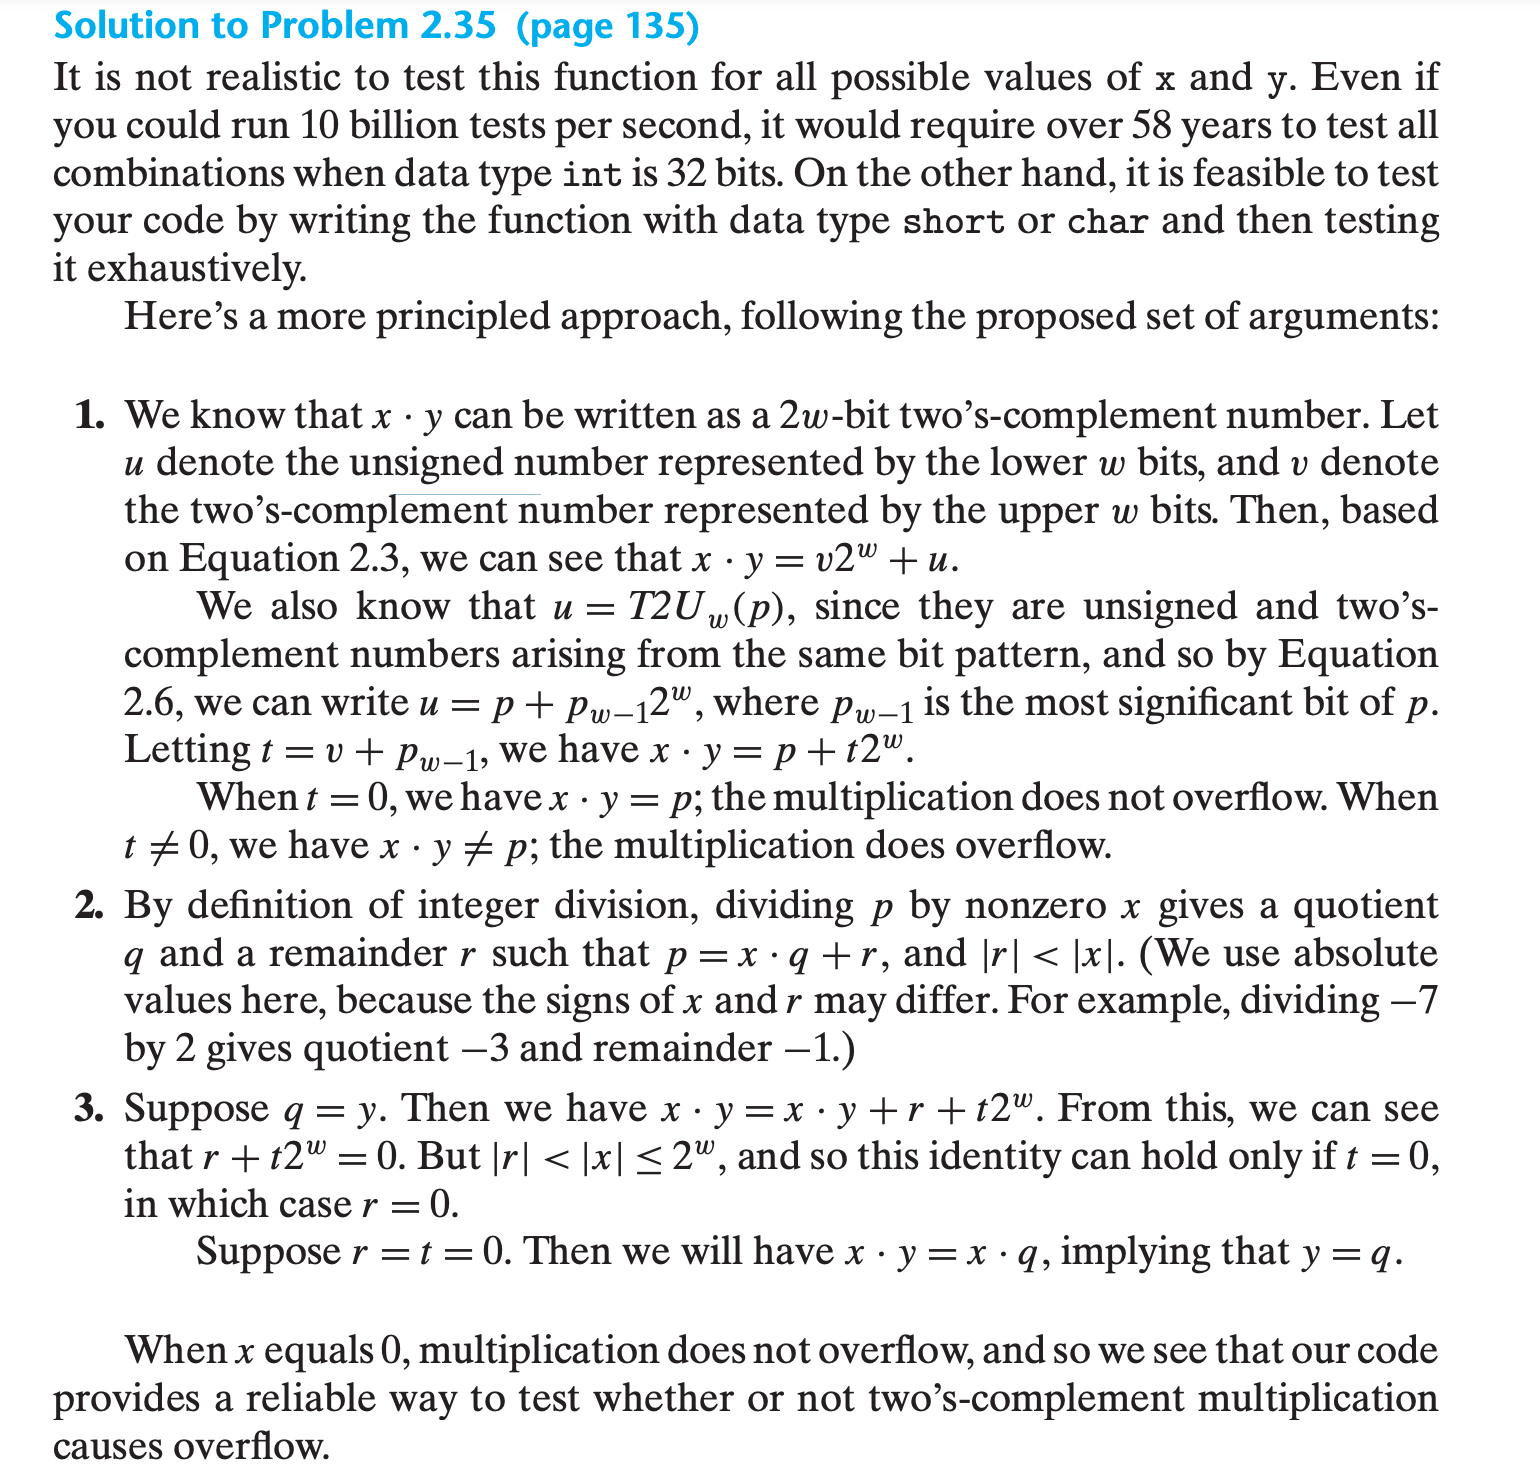 Solution to Problem 2.35 (page 135)
It is not realistic to test this function for all possible values of x and y. Even if
you could run 10 billion tests per second, it would require over 58 years to test all
combinations when data type int is 32 bits. On the other hand, it is feasible to test
your code by writing the function with data type short or char and then testing
it exhaustively.
Here’s a more principled approach, following the proposed set of arguments:
1. We know that x · y can be written as a 2w-bit two’s-complement number. Let
u denote the unsigned number represented by the lower w bits, and v denote
the two’s-complement number represented by the upper w bits. Then, based
on Equation 2.3, we can see that x · y = v2^w + u.
We also know that u = T2U_w(p), since they are unsigned and two’s-
complement numbers arising from the same bit pattern, and so by Equation
2.6, we can write u = p + p_{w−1}2^w, where p_{w−1} is the most significant bit of p.
Letting t = v + p_{w−1}, we have x · y = p + t2^w.
When t = 0, we have x · y = p; the multiplication does not overflow. When
t ≠ 0, we have x · y ≠ p; the multiplication does overflow.
2. By definition of integer division, dividing p by nonzero x gives a quotient
q and a remainder r such that p = x · q + r, and |r| < |x|. (We use absolute
values here, because the signs of x and r may differ. For example, dividing −7
by 2 gives quotient −3 and remainder −1.)
3. Suppose q = y. Then we have x · y = x · y + r + t2^w. From this, we can see
that r + t2^w = 0. But |r| < |x| ≤ 2^w, and so this identity can hold only if t = 0,
in which case r = 0.
Suppose r = t = 0. Then we will have x · y = x · q, implying that y = q.
When x equals 0, multiplication does not overflow, and so we see that our code
provides a reliable way to test whether or not two’s-complement multiplication
causes overflow.